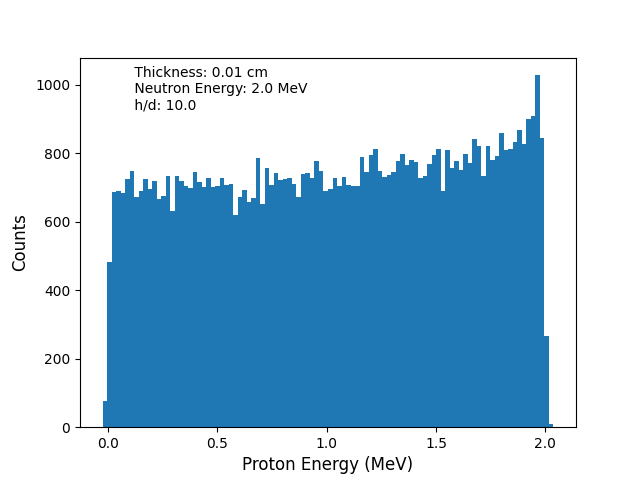 Thickness: 0.01 cm
Neutron Energy: 2.0 MeV
h/d: 10.0
1000
800
600
400
200
0
Counts
0.0 0.5 1.0 1.5 2.0
Proton Energy (MeV)